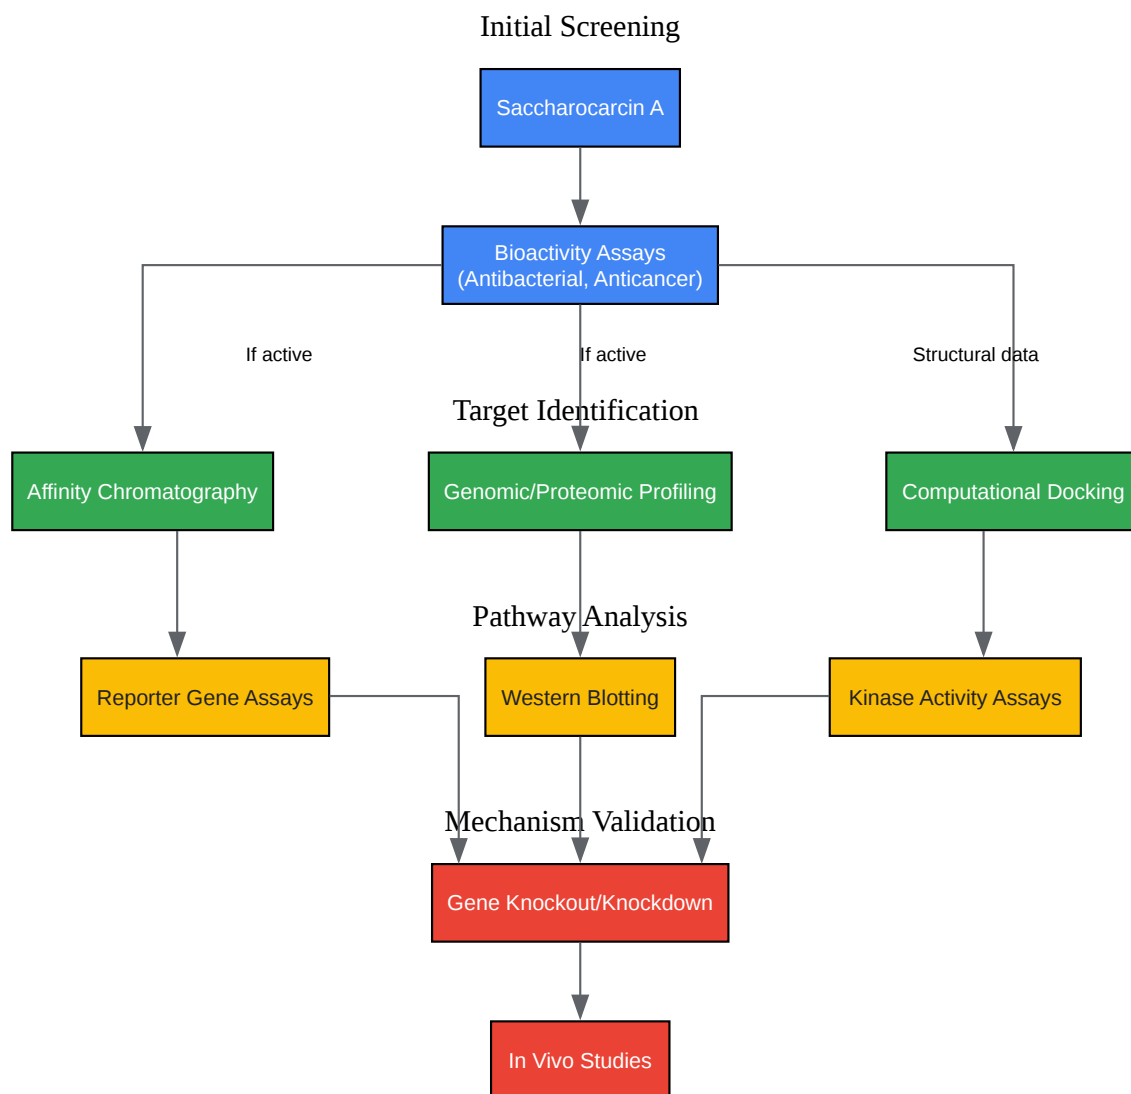 Initial Screening
Saccharocarcin A
Bioactivity Assays
(Antibacterial, Anticancer)
If active
If active
Structural data
Target Identification
Affinity Chromatography
Genomic/Proteomic Profiling
Computational Docking
Pathway Analysis
Reporter Gene Assays
Western Blotting
Kinase Activity Assays
Mechanism Validation
Gene Knockout/Knockdown
In Vivo Studies